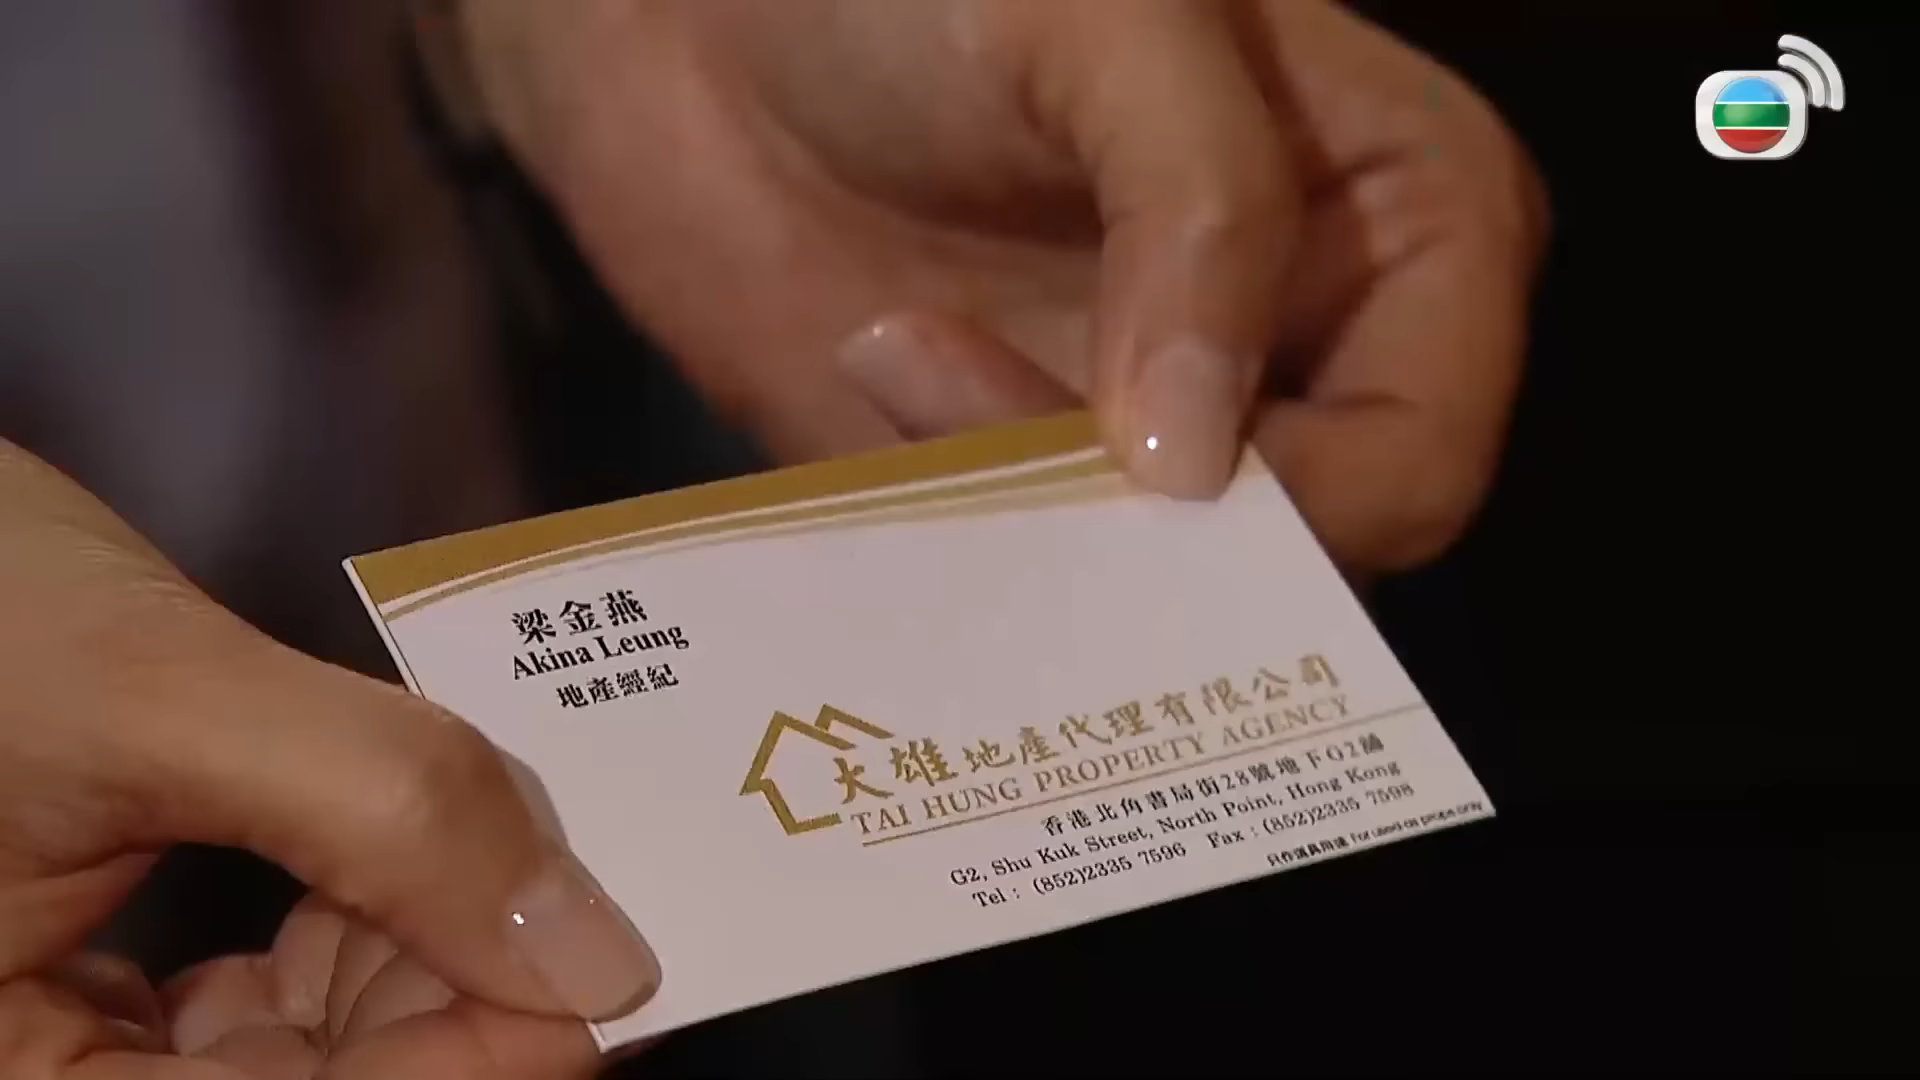 梁金燕
Akina Leung
地產經紀
大雄地產代理有限公司
TAI HUNG PROPERTY AGENCY
香港北角書局街28號地下G2舖
G2, Shu Kuk Street, North Point, Hong Kong
Tel : (852)2335 7596 Fax : (852)2335 7598
只作道具用途 For used as props only